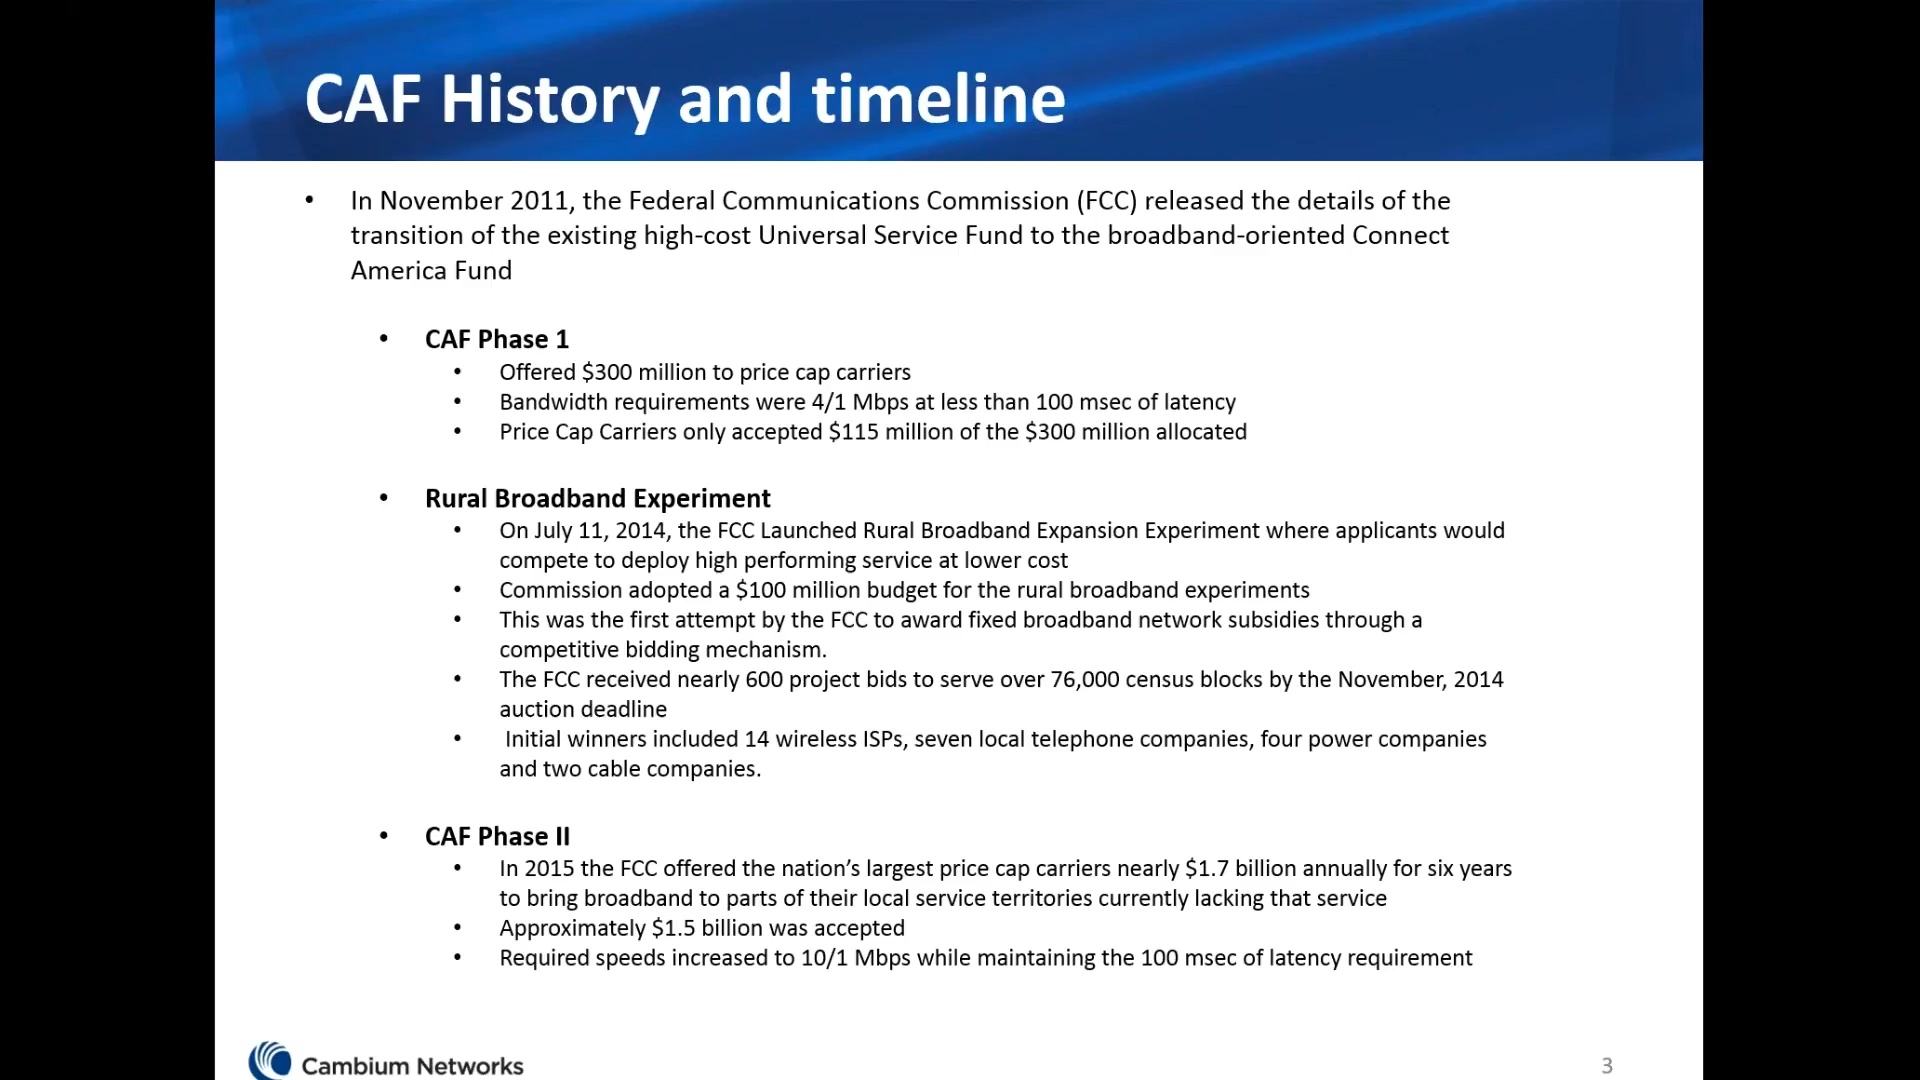 CAF History and timeline
• In November 2011, the Federal Communications Commission (FCC) released the details of the
transition of the existing high-cost Universal Service Fund to the broadband-oriented Connect
America Fund
• CAF Phase 1
• Offered $300 million to price cap carriers
• Bandwidth requirements were 4/1 Mbps at less than 100 msec of latency
• Price Cap Carriers only accepted $115 million of the $300 million allocated
• Rural Broadband Experiment
• On July 11, 2014, the FCC Launched Rural Broadband Expansion Experiment where applicants would
compete to deploy high performing service at lower cost
• Commission adopted a $100 million budget for the rural broadband experiments
• This was the first attempt by the FCC to award fixed broadband network subsidies through a
competitive bidding mechanism.
• The FCC received nearly 600 project bids to serve over 76,000 census blocks by the November, 2014
auction deadline
• Initial winners included 14 wireless ISPs, seven local telephone companies, four power companies
and two cable companies.
• CAF Phase II
• In 2015 the FCC offered the nation’s largest price cap carriers nearly $1.7 billion annually for six years
to bring broadband to parts of their local service territories currently lacking that service
• Approximately $1.5 billion was accepted
• Required speeds increased to 10/1 Mbps while maintaining the 100 msec of latency requirement
Cambium Networks
3